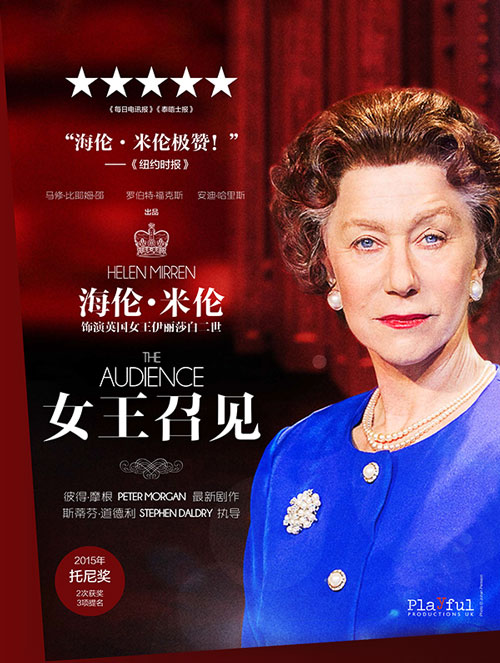 《每日电讯报》《泰晤士报》
“海伦·米伦极赞！”
——《纽约时报》
马修·比耶姆·邵 罗伯特·福克斯 安迪·哈里斯
出品
HELEN MIRREN
海伦·米伦
饰演英国女王伊丽莎白二世
THE
AUDIENCE
女王召见
彼得·摩根 PETER MORGAN 最新剧作
斯蒂芬·道德利 STEPHEN DALDRY 执导
2015年
托尼奖
2次获奖
3项提名
Playful
PRODUCTIONS UK